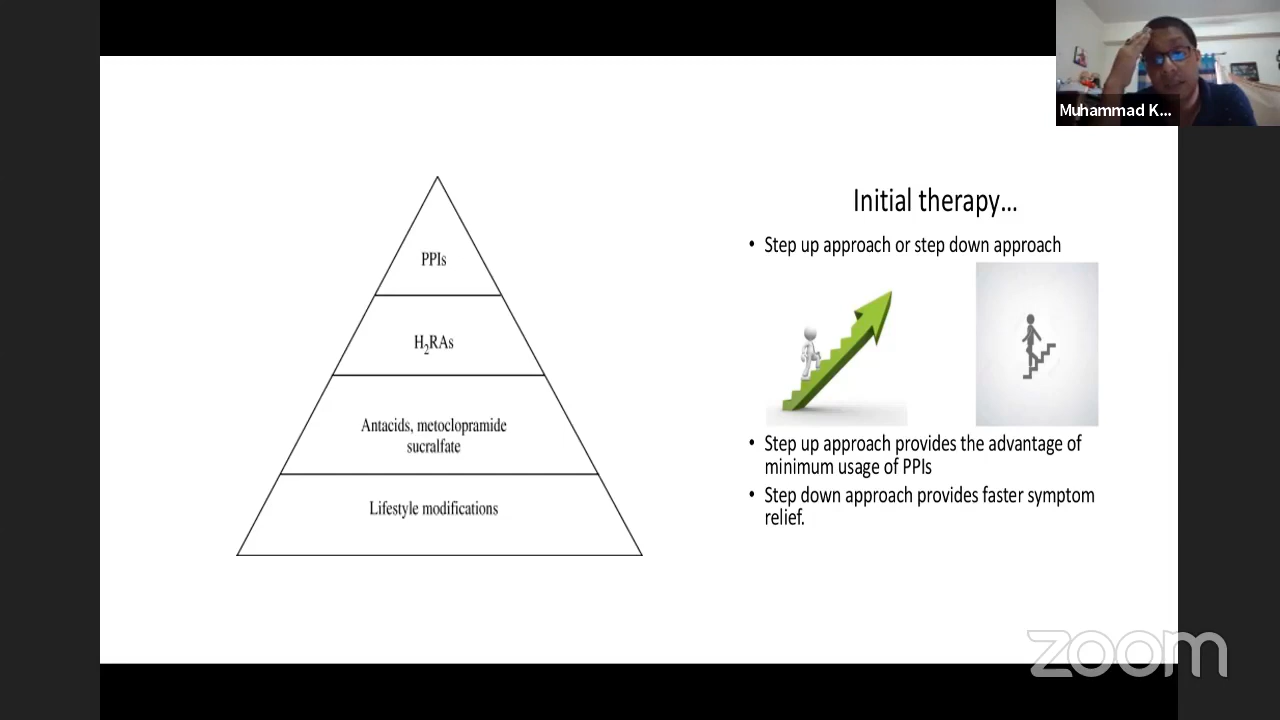 Muhammad K...
PPIs
H₂RAs
Antacids, metoclopramide
sucralfate
Lifestyle modifications
Initial therapy...
• Step up approach or step down approach
• Step up approach provides the advantage of
minimum usage of PPIs
• Step down approach provides faster symptom
relief.
zoom